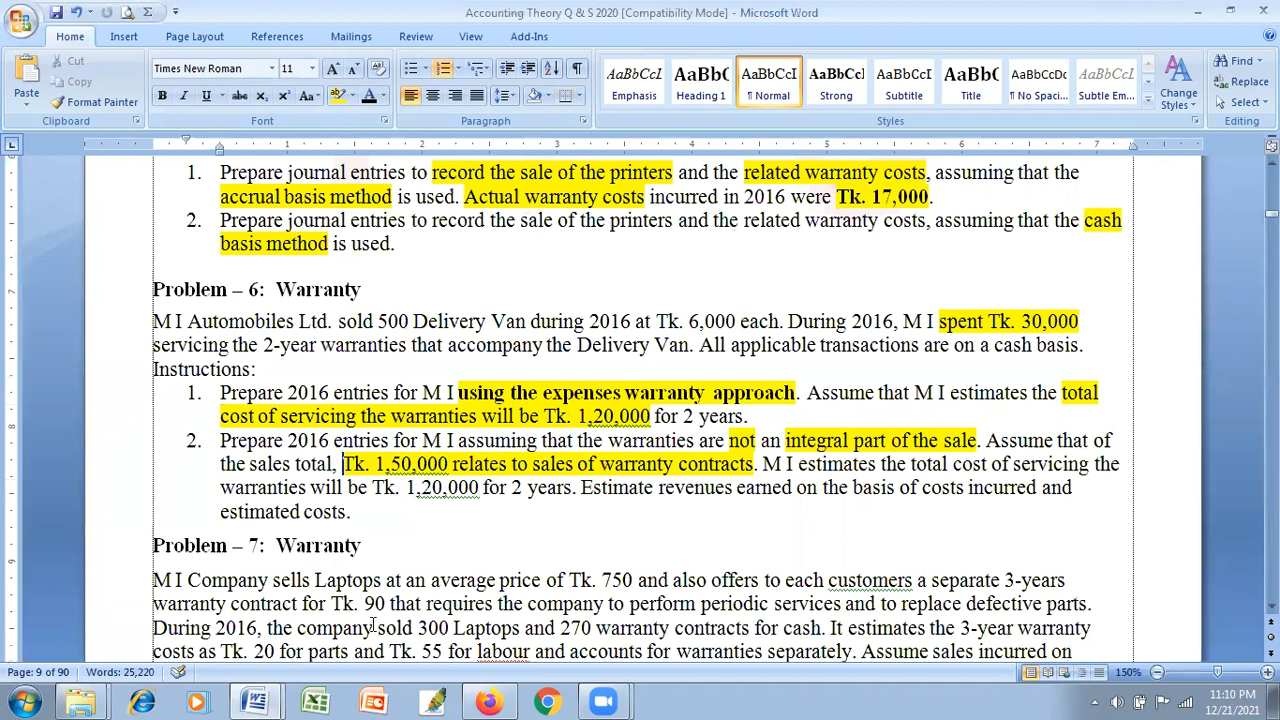 Accounting Theory Q & S 2020 [Compatibility Mode] - Microsoft Word
Home Insert Page Layout References Mailings Review View Add-Ins
Cut
Copy
Format Painter
Paste
Clipboard
Times New Roman 11
Font
Paragraph
AaBbCcI AaBbCc AaBbCcI AaBbCcI AaBbCcI AaBbCcI AaBbCcI AaBbCcI
Emphasis Heading 1 ¶ Normal Strong Subtitle Title ¶ No Spaci... Subtle Em...
Change Styles
Styles
Find
Replace
Select
Editing
1 2 3 4 5 6 7
1. Prepare journal entries to record the sale of the printers and the related warranty costs, assuming that the
accrual basis method is used. Actual warranty costs incurred in 2016 were Tk. 17,000.
2. Prepare journal entries to record the sale of the printers and the related warranty costs, assuming that the cash
basis method is used.
Problem – 6: Warranty
M I Automobiles Ltd. sold 500 Delivery Van during 2016 at Tk. 6,000 each. During 2016, M I spent Tk. 30,000
servicing the 2-year warranties that accompany the Delivery Van. All applicable transactions are on a cash basis.
Instructions:
1. Prepare 2016 entries for M I using the expenses warranty approach. Assume that M I estimates the total
cost of servicing the warranties will be Tk. 1,20,000 for 2 years.
2. Prepare 2016 entries for M I assuming that the warranties are not an integral part of the sale. Assume that of
the sales total, Tk. 1,50,000 relates to sales of warranty contracts. M I estimates the total cost of servicing the
warranties will be Tk. 1,20,000 for 2 years. Estimate revenues earned on the basis of costs incurred and
estimated costs.
Problem – 7: Warranty
M I Company sells Laptops at an average price of Tk. 750 and also offers to each customers a separate 3-years
warranty contract for Tk. 90 that requires the company to perform periodic services and to replace defective parts.
During 2016, the company sold 300 Laptops and 270 warranty contracts for cash. It estimates the 3-year warranty
costs as Tk. 20 for parts and Tk. 55 for labour and accounts for warranties separately. Assume sales incurred on
Page: 9 of 90 Words: 25,220 150%
11:10 PM
12/21/2021